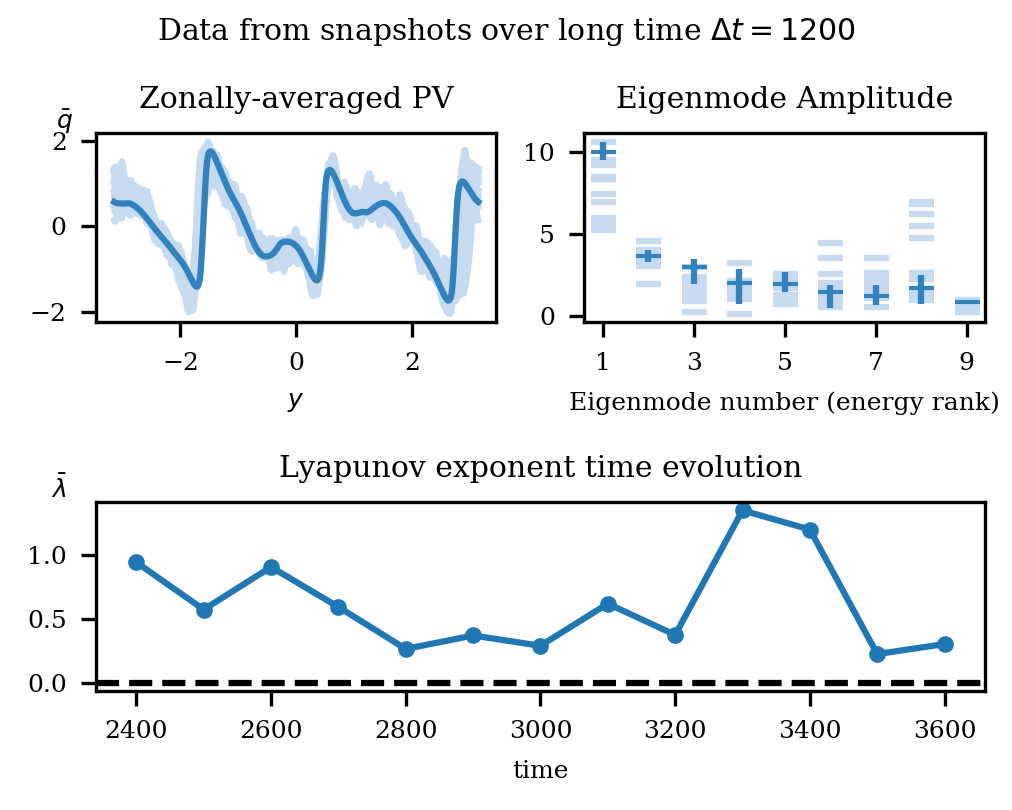 Data from snapshots over long time Δt = 1200
Zonally-averaged PV
q̄
2
0
−2
−2 0 2
y
Eigenmode Amplitude
10
5
0
1 3 5 7 9
Eigenmode number (energy rank)
Lyapunov exponent time evolution
λ̄
1.0
0.5
0.0
2400 2600 2800 3000 3200 3400 3600
time